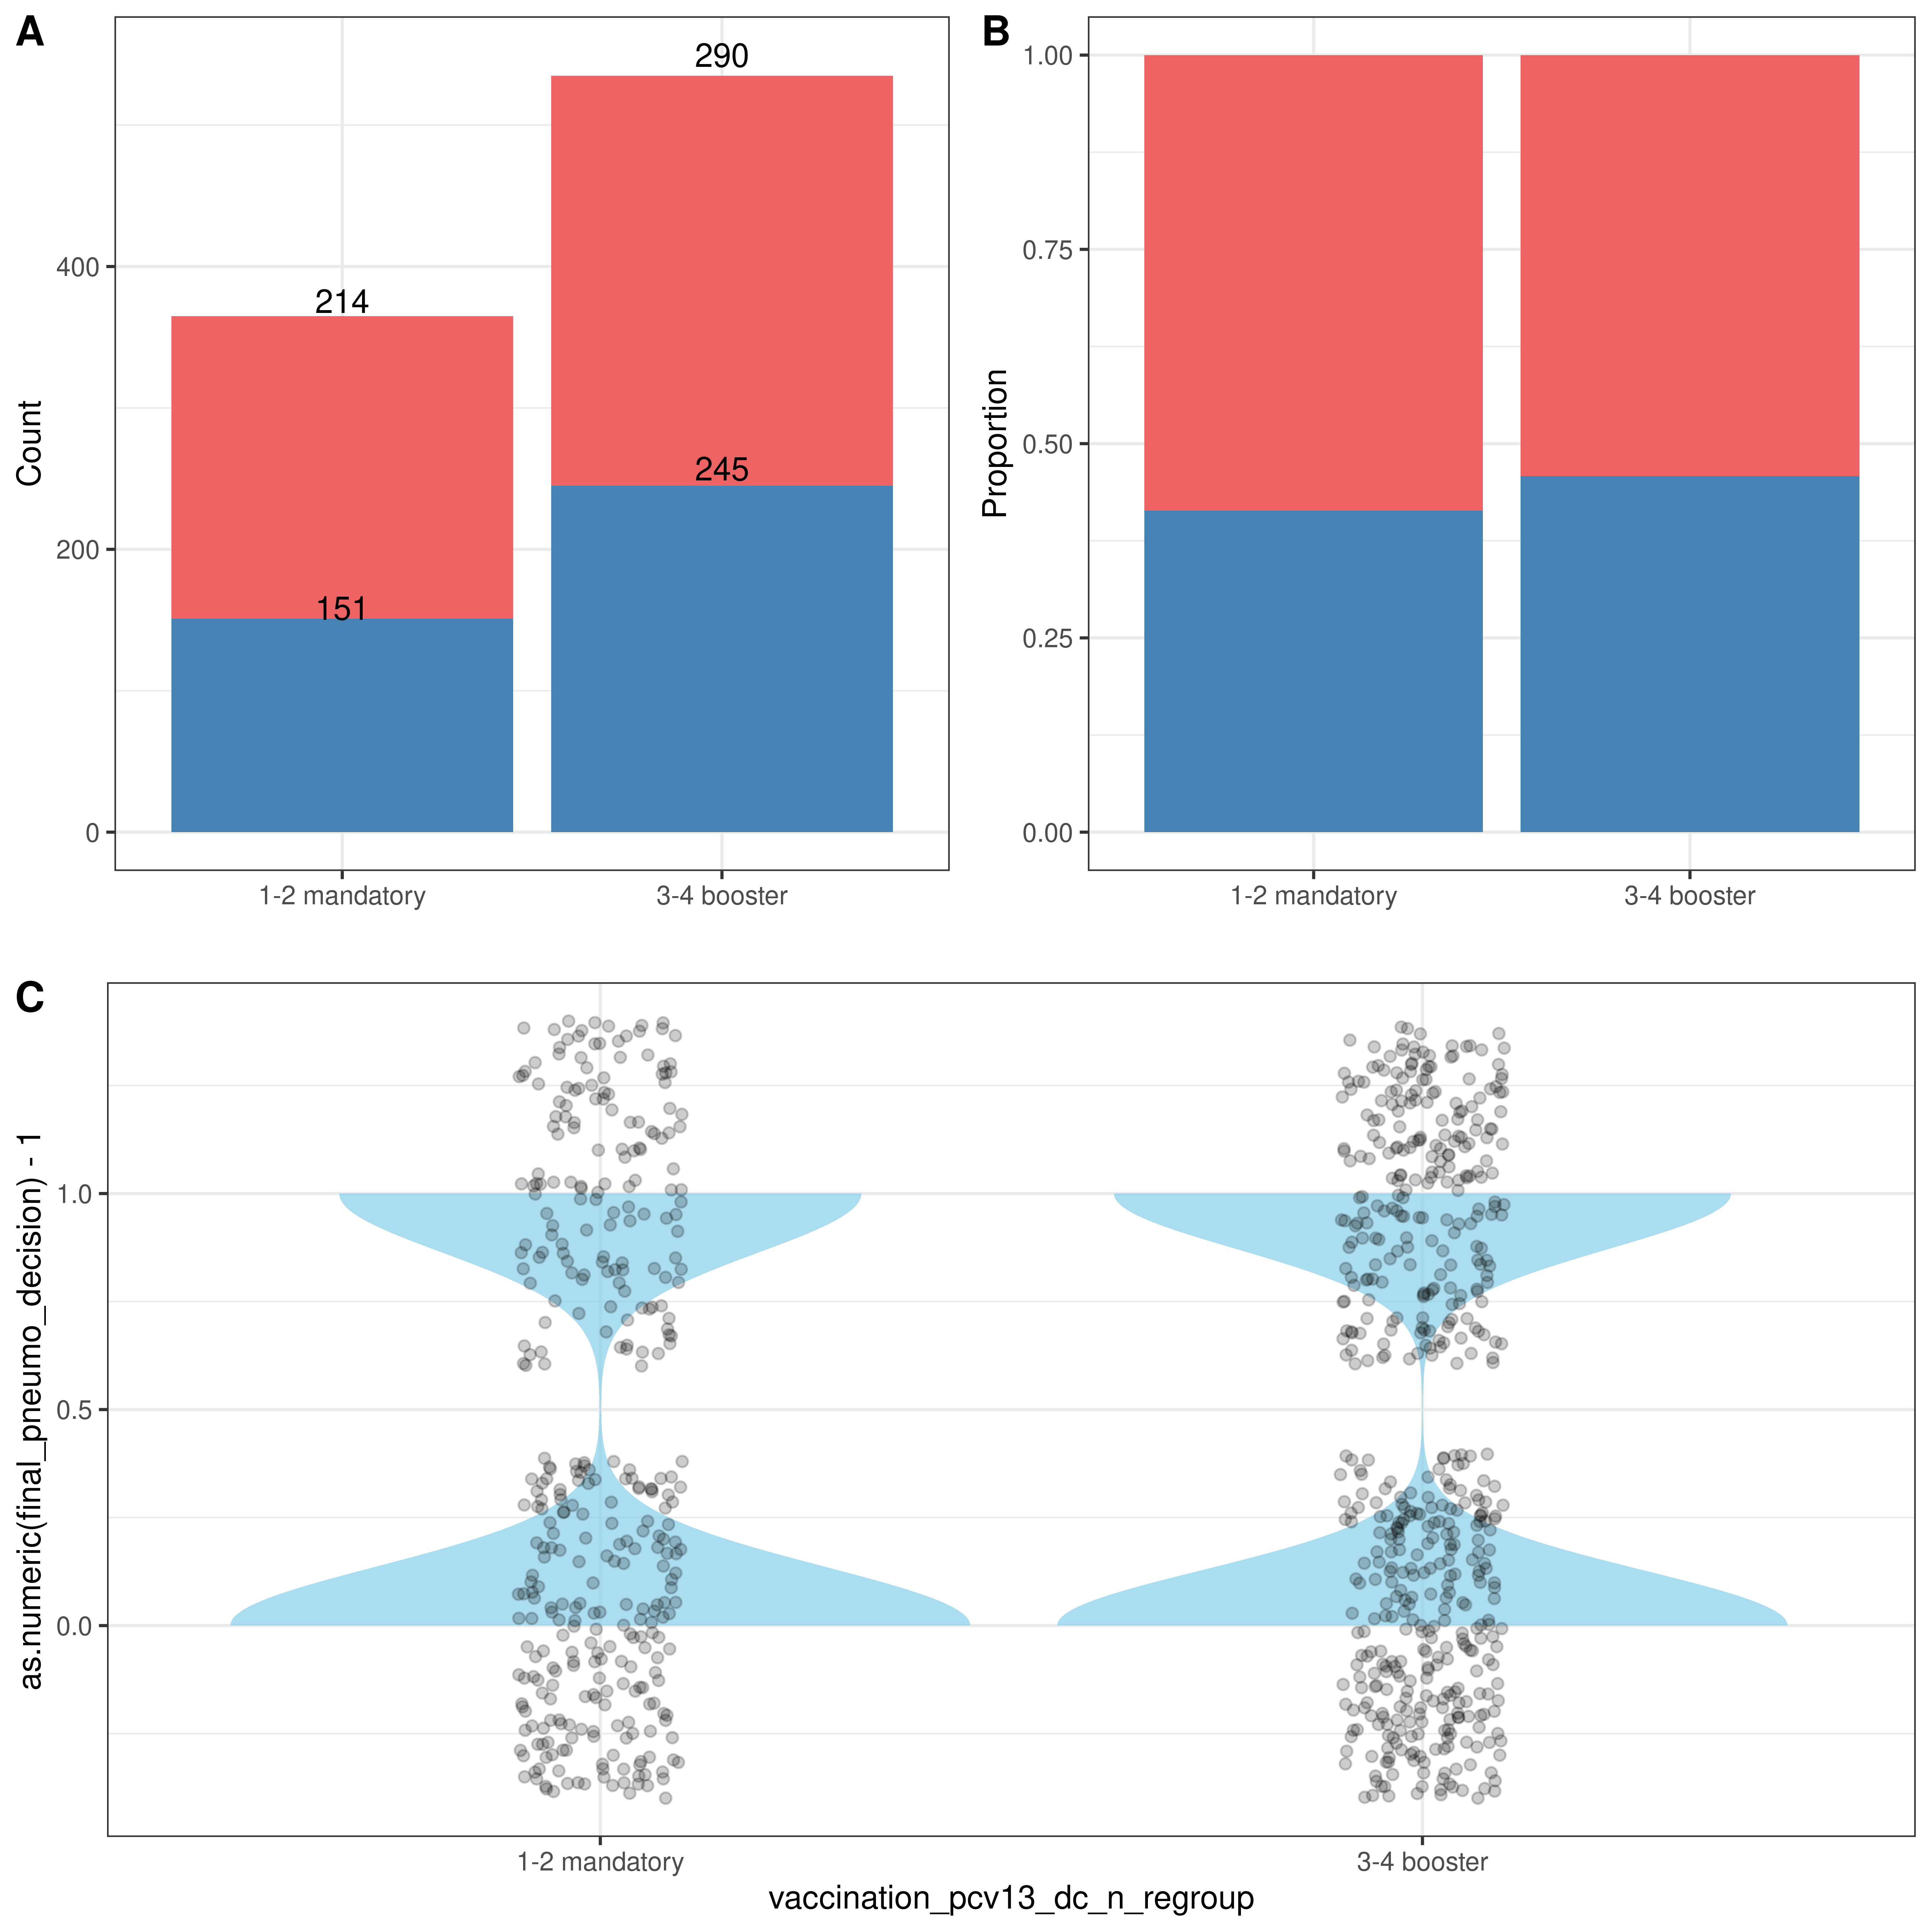 A
Count
400
200
0
214
151
290
245
1-2 mandatory
3-4 booster
B
Proportion
1.00
0.75
0.50
0.25
0.00
1-2 mandatory
3-4 booster
C
as.numeric(final_pneumo_decision) - 1
1.0
0.5
0.0
1-2 mandatory
3-4 booster
vaccination_pcv13_dc_n_regroup